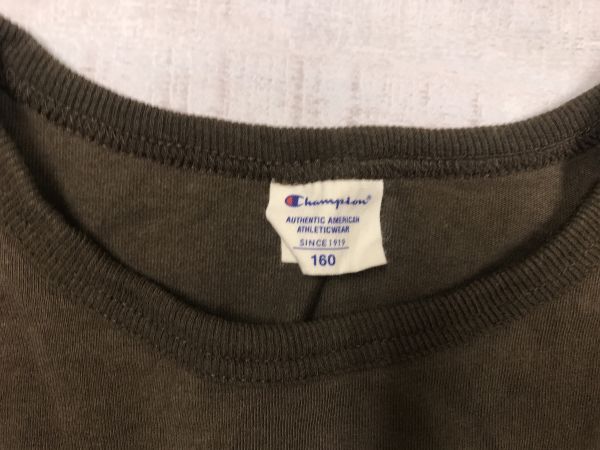 Champion
AUTHENTIC AMERICAN
ATHLETICWEAR
SINCE 1919
160